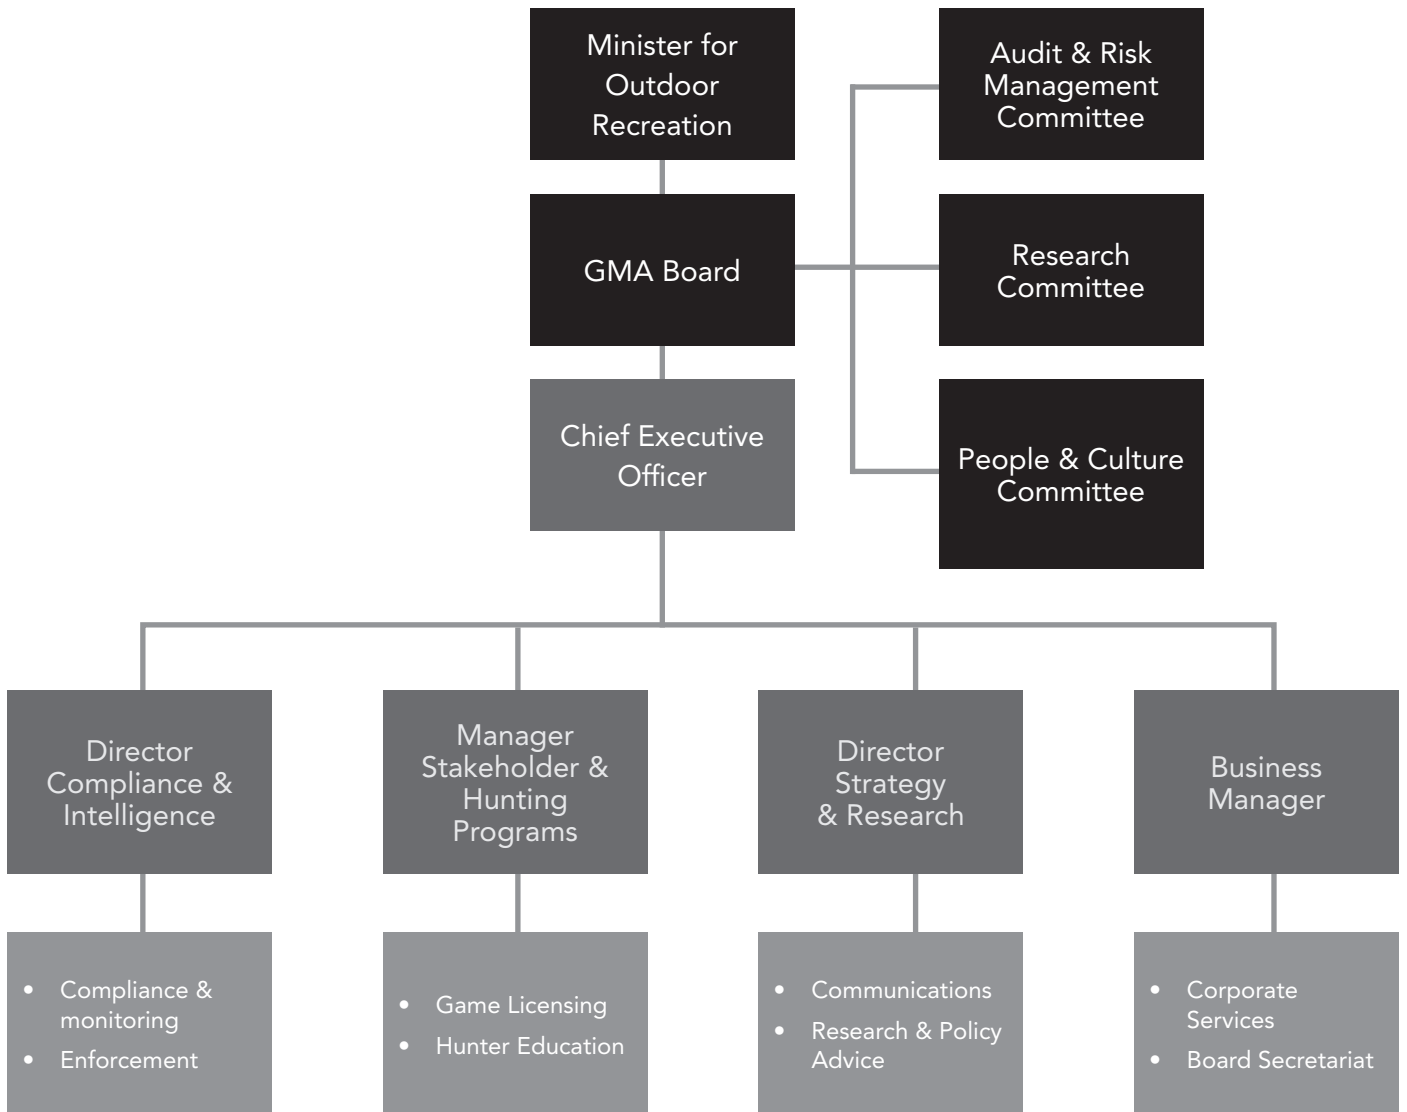 Minister for
Outdoor
Recreation
Audit & Risk
Management
Committee
GMA Board
Research
Committee
Chief Executive
Officer
People & Culture
Committee
Director
Compliance &
Intelligence
Manager
Stakeholder &
Hunting
Programs
Director
Strategy
& Research
Business
Manager
• Compliance &
monitoring
• Enforcement
• Game Licensing
• Hunter Education
• Communications
• Research & Policy
Advice
• Corporate
Services
• Board Secretariat